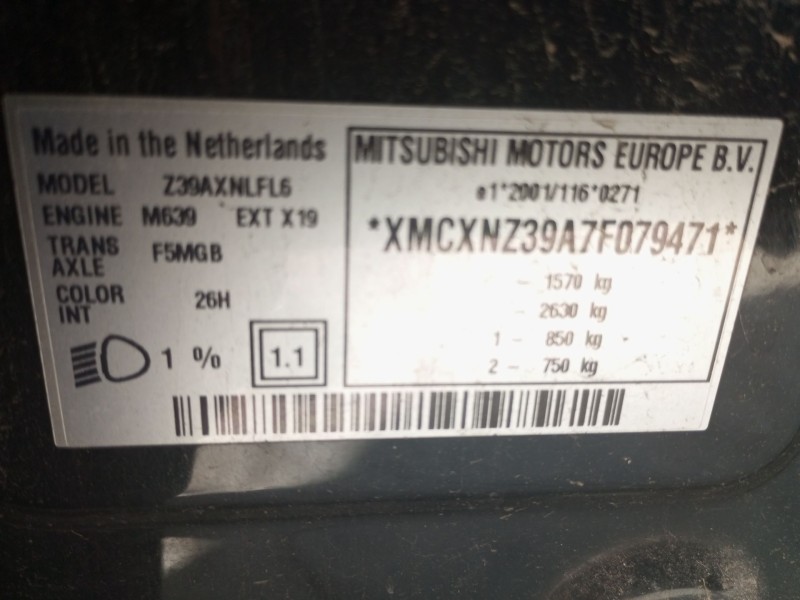 Made in the Netherlands
MODEL Z39AXNLFL6
ENGINE M639 EXT X19
TRANS AXLE F5MGB
COLOR INT 26H
1 %
1.1
MITSUBISHI MOTORS EUROPE B.V.
e1*2001/116*0271
*XMCXNZ39A7F079471*
- 1570 kg
- 2630 kg
1 - 850 kg
2 - 750 kg